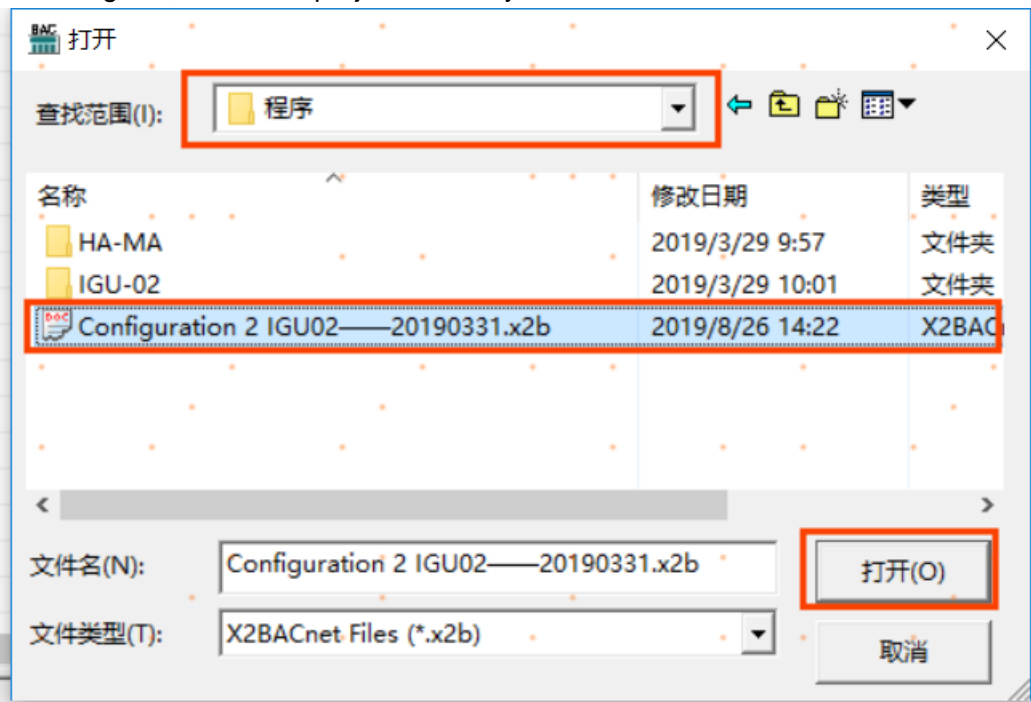 BAC 打开
查找范围(I): 程序
名称 修改日期 类型
HA-MA 2019/3/29 9:57 文件夹
IGU-02 2019/3/29 10:01 文件夹
DOC Configuration 2 IGU02——20190331.x2b 2019/8/26 14:22 X2BAC
文件名(N): Configuration 2 IGU02——20190331.x2b 打开(O)
文件类型(T): X2BACnet Files (*.x2b) 取消